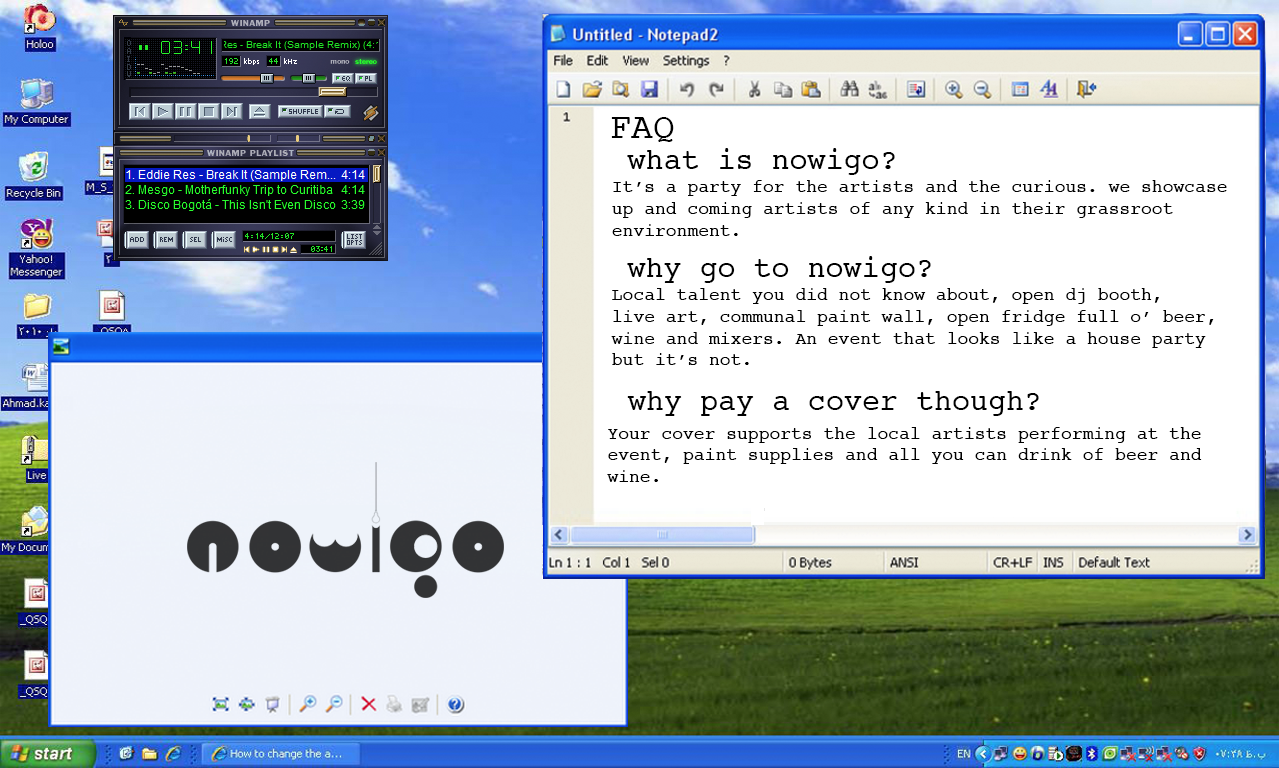 Holoo
My Computer
Recycle Bin
Yahoo!
Messenger
Live
My Docum
_QSQ
_QSQ
WINAMP
03:41
Res - Break It (Sample Remix) (4:1
192 kbps 44 kHz mono stereo
EQ PL
SHUFFLE
WINAMP PLAYLIST
1. Eddie Res - Break It (Sample Rem... 4:14
2. Mesgo - Motherfunky Trip to Curitiba 4:14
3. Disco Bogotá - This Isn't Even Disco 3:39
ADD REM SEL MISC 4:14/12:07 LIST
03:41 OPTS
nowigo
Untitled - Notepad2
File Edit View Settings ?
1
FAQ
what is nowigo?
It's a party for the artists and the curious. we showcase
up and coming artists of any kind in their grassroot
environment.
why go to nowigo?
Local talent you did not know about, open dj booth,
live art, communal paint wall, open fridge full o' beer,
wine and mixers. An event that looks like a house party
but it's not.
why pay a cover though?
Your cover supports the local artists performing at the
event, paint supplies and all you can drink of beer and
wine.
Ln 1 : 1 Col 1 Sel 0 0 Bytes ANSI CR+LF INS Default Text
start
How to change the a...
EN
۰۷:۲۸ ب.ظ